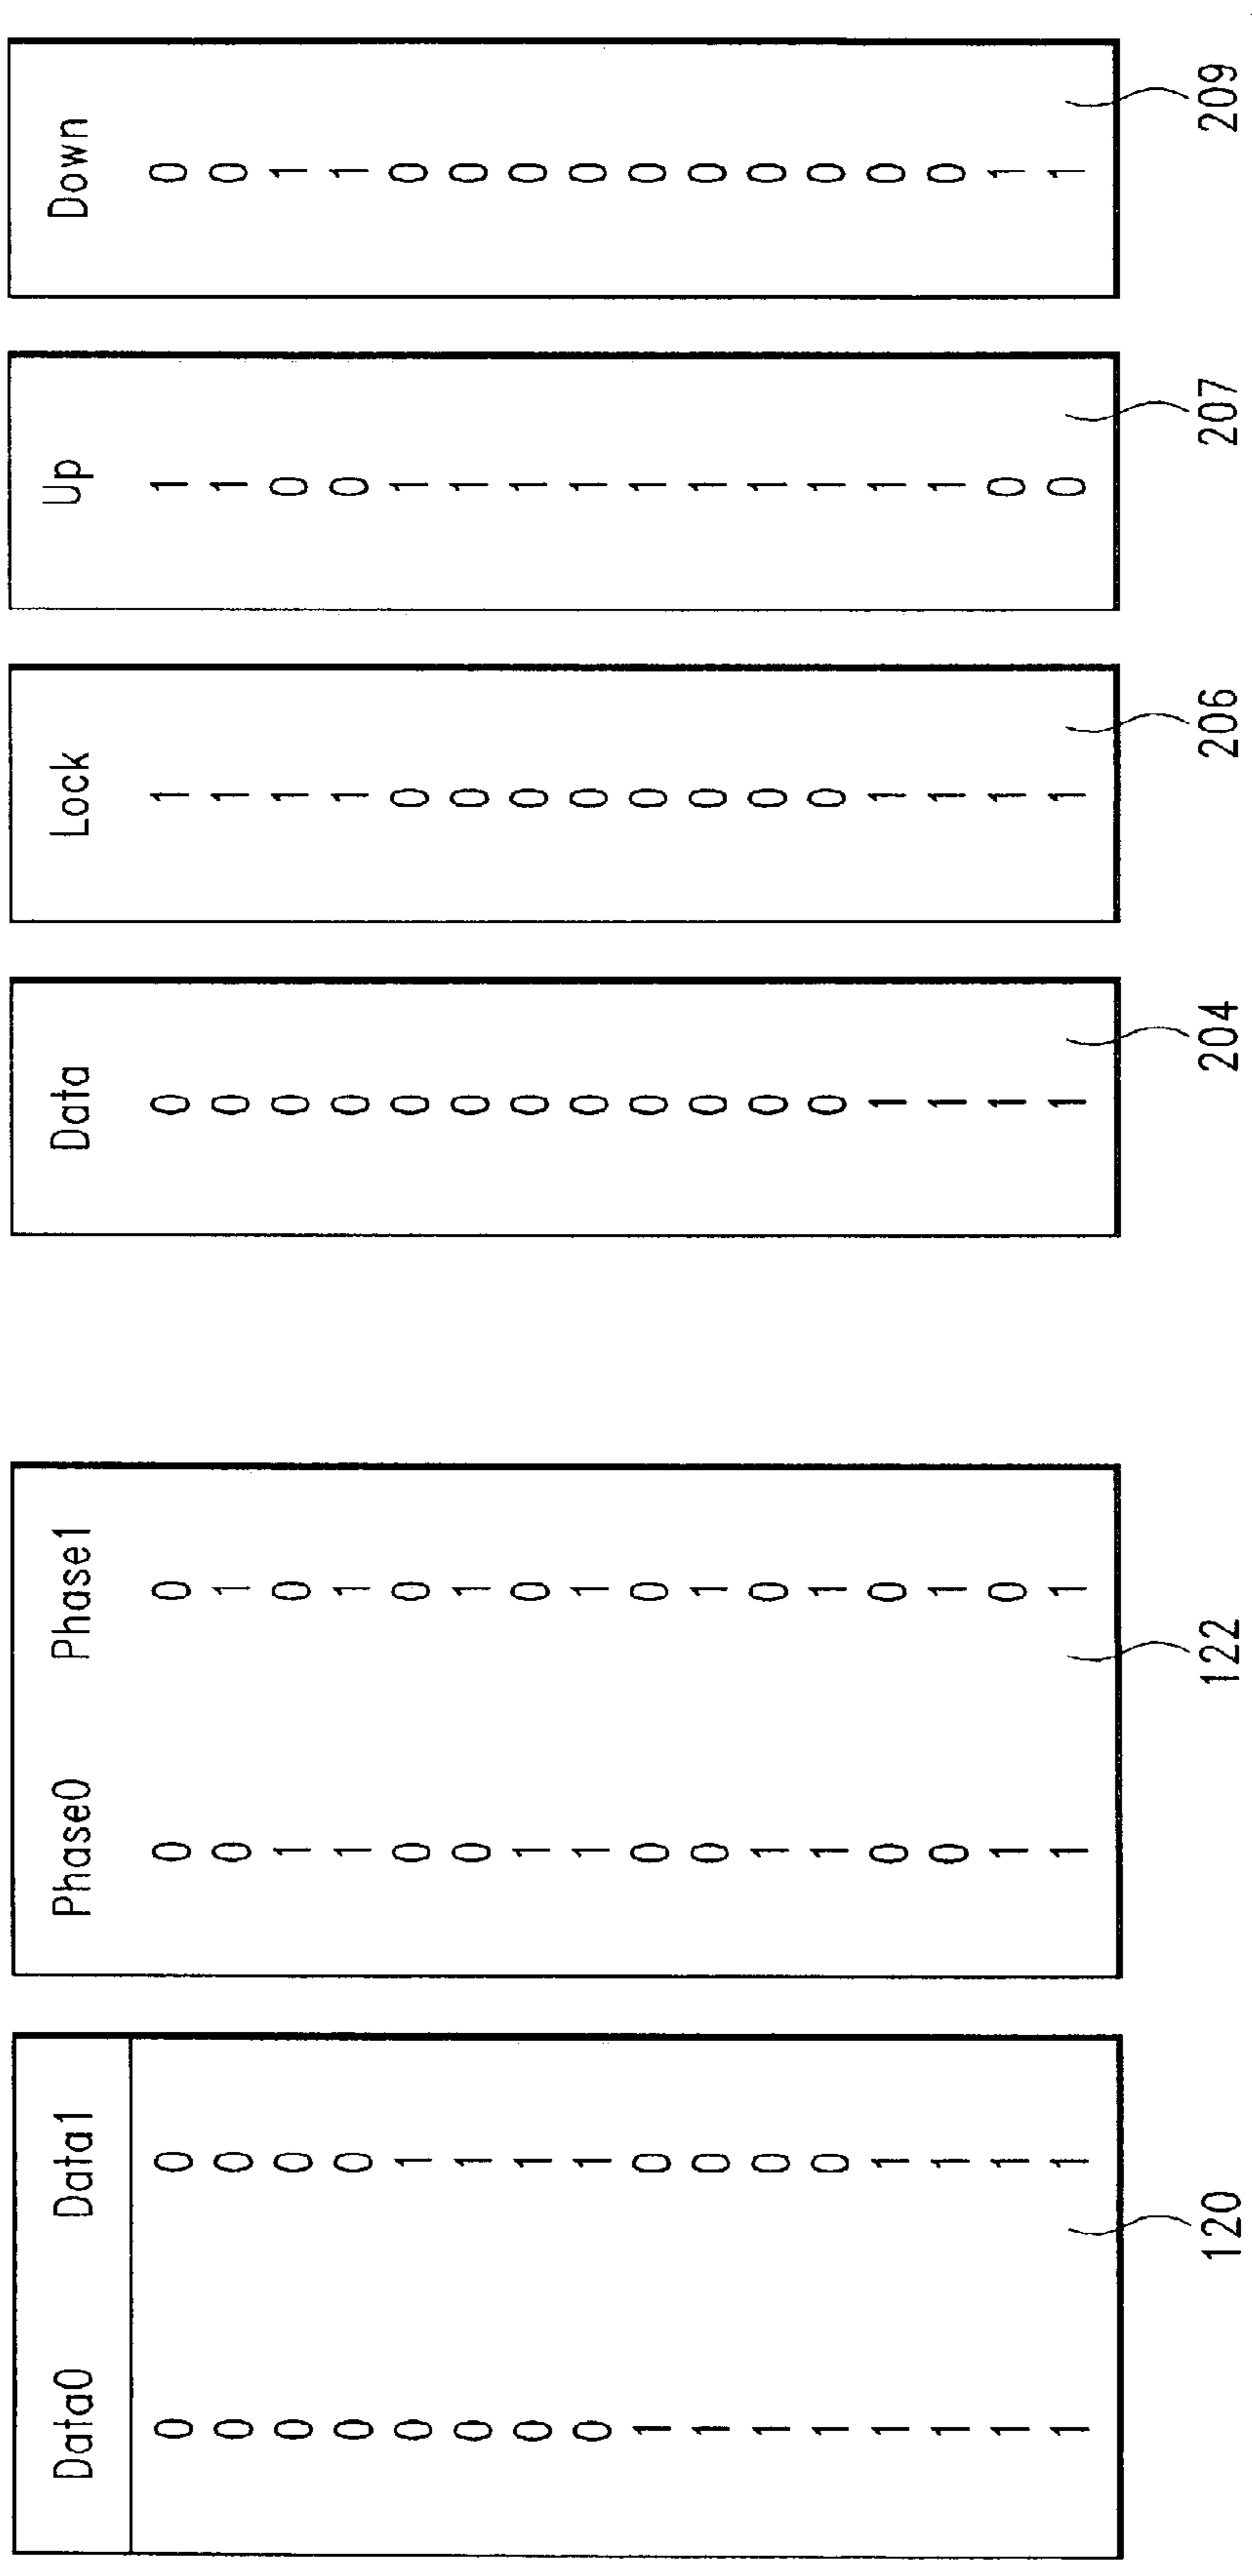 Data0 Data1 Phase0 Phase1 Data Lock Up Down
0 0 0 0 0 1 1 0
0 0 0 1 0 1 1 0
0 0 1 0 0 1 0 1
0 0 1 1 0 1 0 1
0 1 0 0 0 0 1 0
0 1 0 1 0 0 1 0
0 1 1 0 0 0 1 0
0 1 1 1 0 0 1 0
1 0 0 0 0 0 1 0
1 0 0 1 0 0 1 0
1 0 1 0 0 0 1 0
1 0 1 1 0 0 1 0
1 1 0 0 1 1 1 0
1 1 0 1 1 1 1 0
1 1 1 0 1 1 0 1
1 1 1 1 1 1 0 1
120 122 204 206 207 209